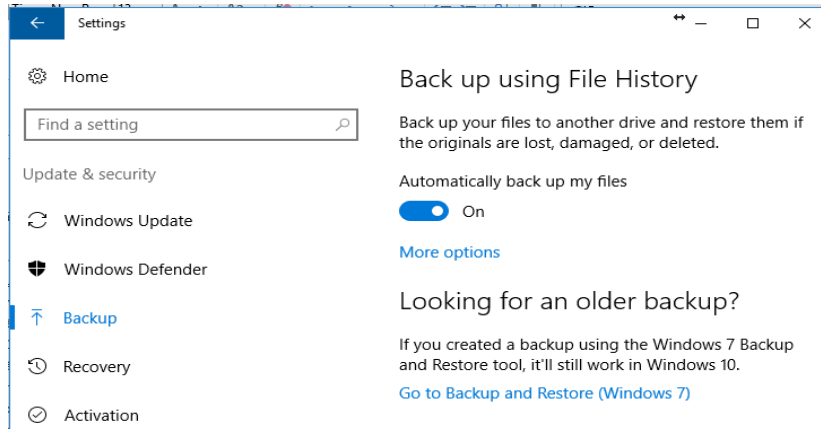 Settings
Home
Find a setting
Update & security
Windows Update
Windows Defender
Backup
Recovery
Activation
Back up using File History
Back up your files to another drive and restore them if
the originals are lost, damaged, or deleted.
Automatically back up my files
On
More options
Looking for an older backup?
If you created a backup using the Windows 7 Backup
and Restore tool, it'll still work in Windows 10.
Go to Backup and Restore (Windows 7)